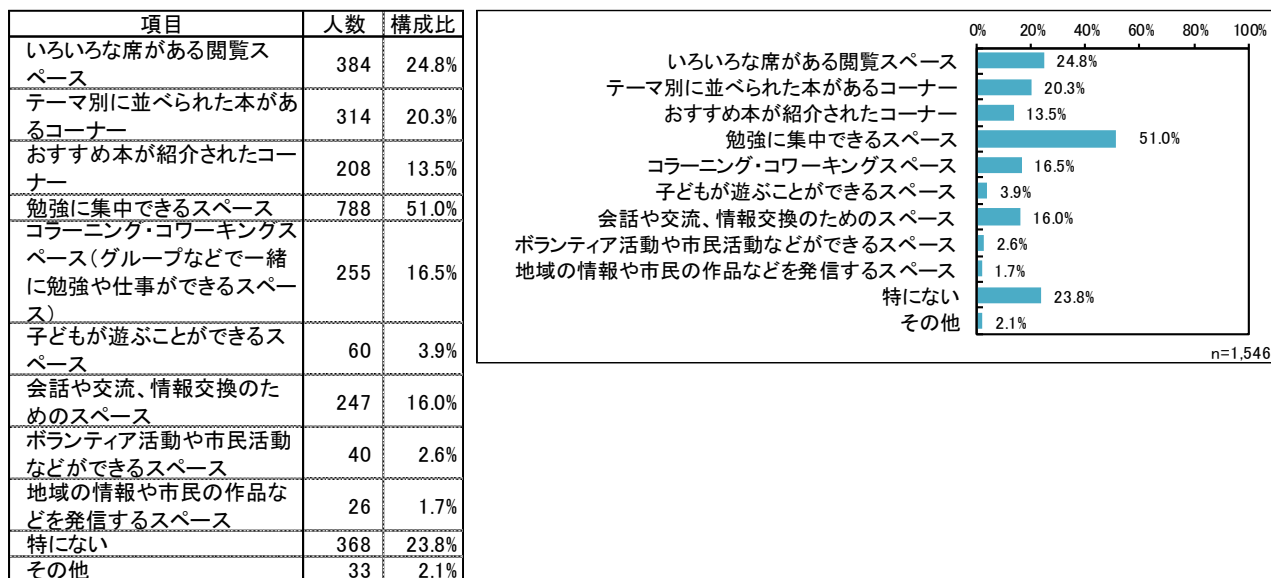 項目 人数 構成比
いろいろな席がある閲覧ス
ペース
384 24.8%
テーマ別に並べられた本があ
るコーナー
314 20.3%
おすすめ本が紹介されたコー
ナー
208 13.5%
勉強に集中できるスペース 788 51.0%
コラーニング・コワーキングス
ペース(グループなどで一緒
に勉強や仕事ができるスペー
ス)
255 16.5%
子どもが遊ぶことができるス
ペース
60 3.9%
会話や交流、情報交換のた
めのスペース
247 16.0%
ボランティア活動や市民活動
などができるスペース
40 2.6%
地域の情報や市民の作品な
どを発信するスペース
26 1.7%
特にない 368 23.8%
その他 33 2.1%
0% 20% 40% 60% 80% 100%
いろいろな席がある閲覧スペース 24.8%
テーマ別に並べられた本があるコーナー 20.3%
おすすめ本が紹介されたコーナー 13.5%
勉強に集中できるスペース 51.0%
コラーニング・コワーキングスペース 16.5%
子どもが遊ぶことができるスペース 3.9%
会話や交流、情報交換のためのスペース 16.0%
ボランティア活動や市民活動などができるスペース 2.6%
地域の情報や市民の作品などを発信するスペース 1.7%
特にない 23.8%
その他 2.1%
n=1,546